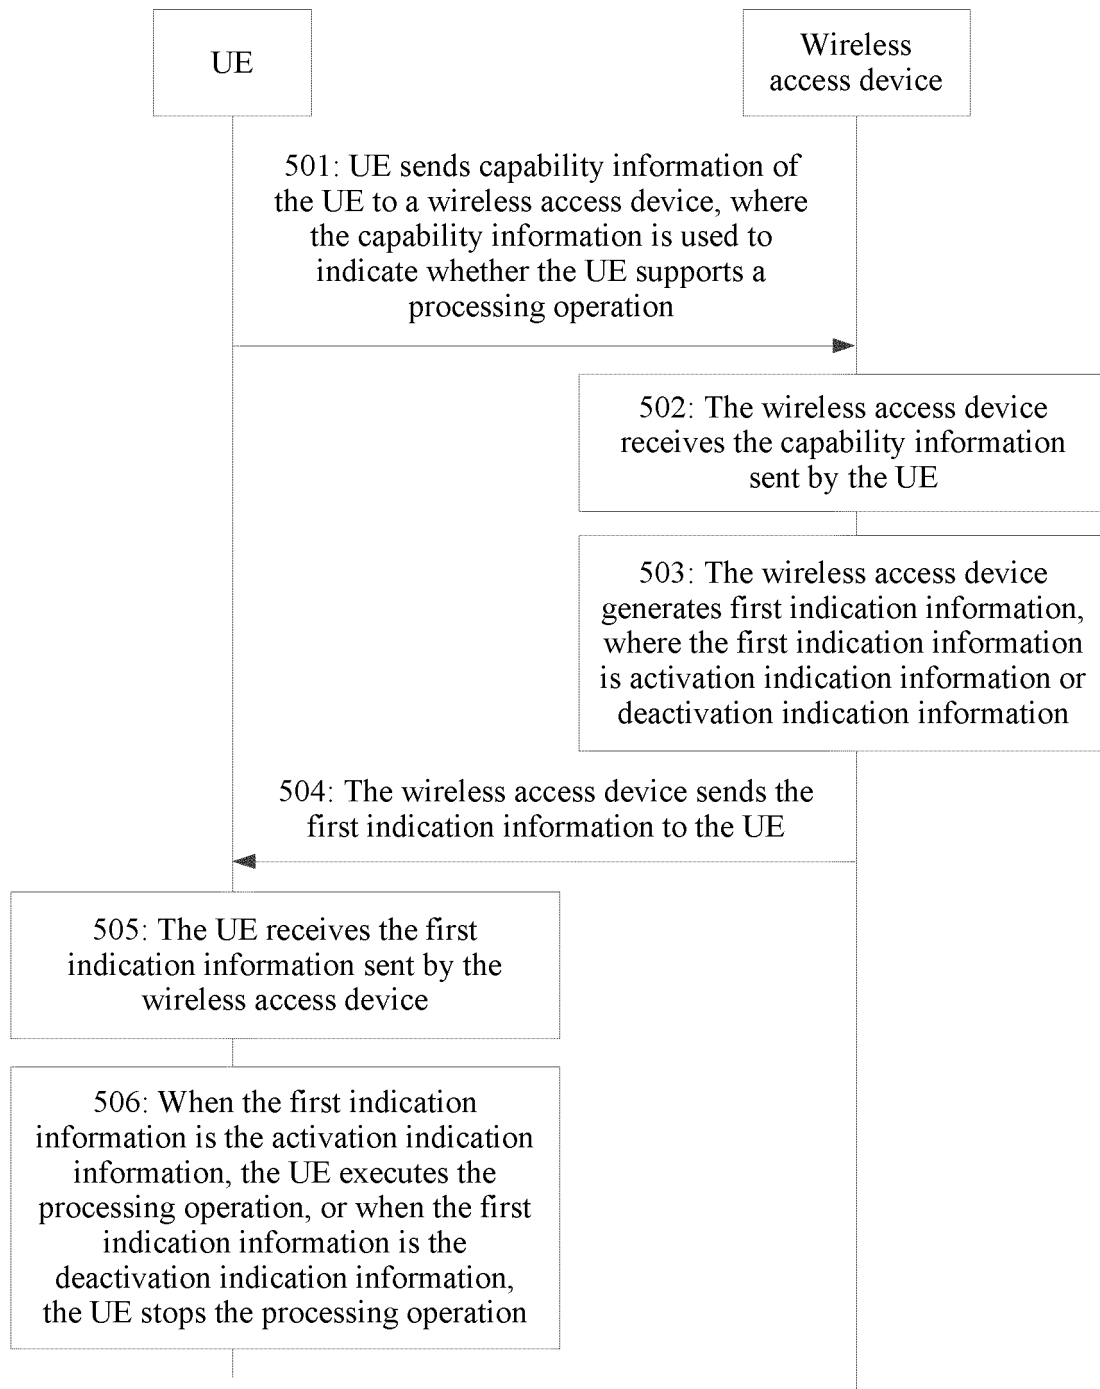 UE
Wireless
access device
501: UE sends capability information of
the UE to a wireless access device, where
the capability information is used to
indicate whether the UE supports a
processing operation
502: The wireless access device
receives the capability information
sent by the UE
503: The wireless access device
generates first indication information,
where the first indication information
is activation indication information or
deactivation indication information
504: The wireless access device sends the
first indication information to the UE
505: The UE receives the first
indication information sent by the
wireless access device
506: When the first indication
information is the activation indication
information, the UE executes the
processing operation, or when the first
indication information is the
deactivation indication information,
the UE stops the processing operation